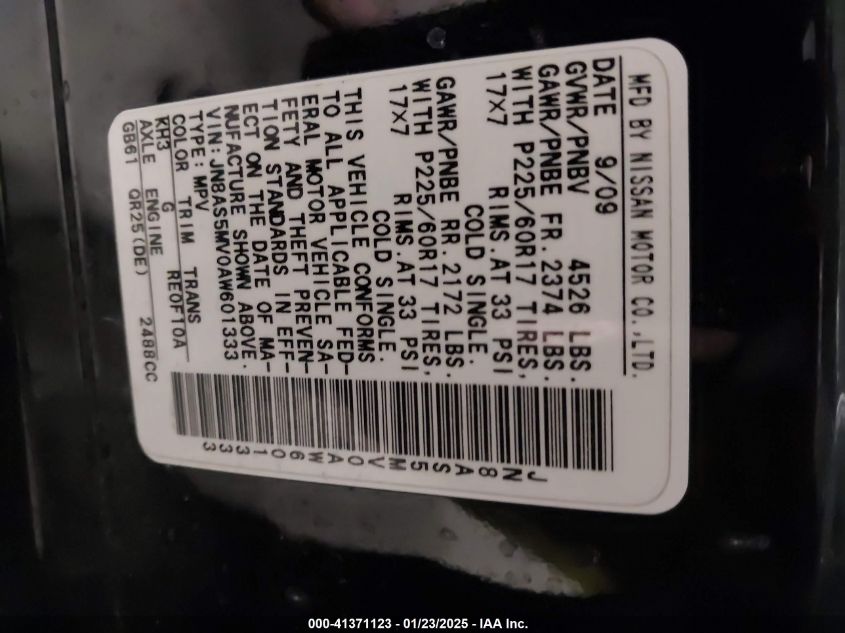 MFD BY NISSAN MOTOR CO.,LTD.
DATE 9/09
GVWR/PNBV 4526 LBS.
GAWR/PNBE FR. 2374 LBS.
WITH P225/60R17 TIRES,
17X7 RIMS.AT 33 PSI
COLD SINGLE.
GAWR/PNBE RR. 2172 LBS.
WITH P225/60R17 TIRES,
17X7 RIMS.AT 33 PSI
COLD SINGLE.
THIS VEHICLE CONFORMS
TO ALL APPLICABLE FED-
ERAL MOTOR VEHICLE SA-
FETY AND THEFT PREVEN-
TION STANDARDS IN EFF-
ECT ON THE DATE OF MA-
NUFACTURE SHOWN ABOVE.
VIN:JN8AS5MV0AW601333
TYPE: MPV
COLOR TRIM TRANS
KH3 G RE0F10A
AXLE ENGINE
GB61 QR25(DE) 2488CC
JN8AS5MV0AW601333
000-41371123 — 01/23/2025 - IAA Inc.